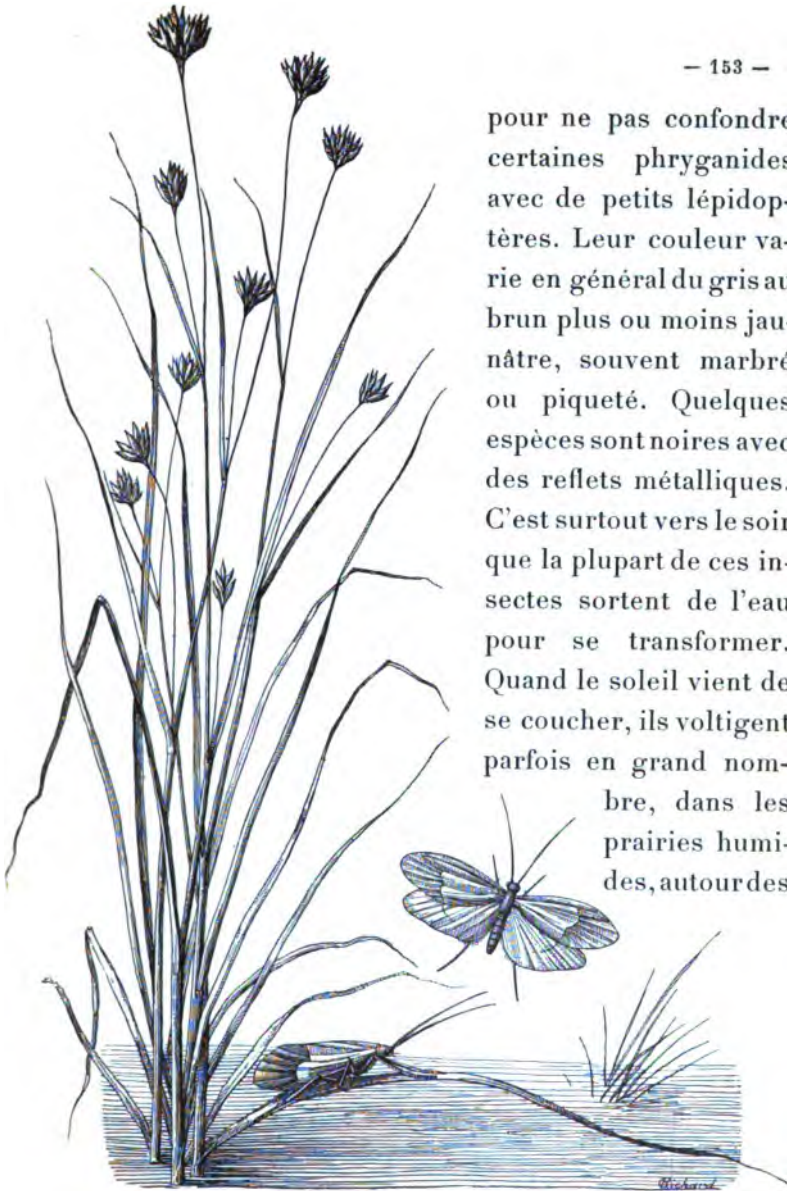 — 153 —
pour ne pas confondre
certaines phryganides
avec de petits lépidop-
tères. Leur couleur va-
rie en général du gris au
brun plus ou moins jau-
nâtre, souvent marbré
ou piqueté. Quelques
espèces sont noires avec
des reflets métalliques.
C'est surtout vers le soir
que la plupart de ces in-
sectes sortent de l'eau
pour se transformer.
Quand le soleil vient de
se coucher, ils voltigent
parfois en grand nom-
bre, dans les
prairies humi-
des, autour des